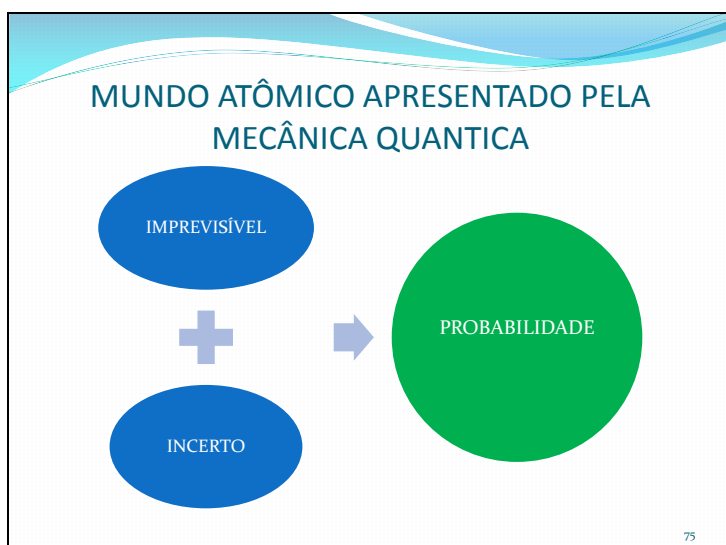 MUNDO ATÔMICO APRESENTADO PELA
MECÂNICA QUANTICA
IMPREVISÍVEL
INCERTO
PROBABILIDADE
75